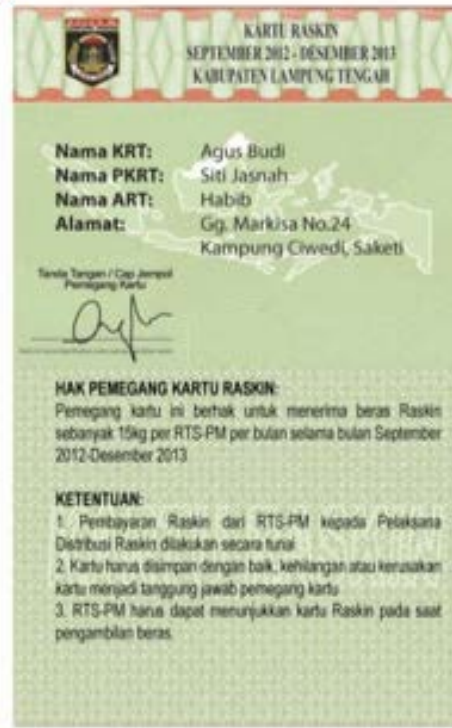 KARTU RASKIN
SEPTEMBER 2012 - DESEMBER 2013
KABUPATEN LAMPUNG TENGAH
Nama KRT: Agus Budi
Nama PKRT: Siti Jasnah
Nama ART: Habib
Alamat: Gg. Markisa No.24
Kampung Ciwedi, Saketi
Tanda Tangan / Cap Jempol
Pemegang Kartu
HAK PEMEGANG KARTU RASKIN:
Pemegang kartu ini berhak untuk menerima beras Raskin
sebanyak 15kg per RTS-PM per bulan selama bulan September
2012-Desember 2013
KETENTUAN:
1. Pembayaran Raskin dari RTS-PM kepada Pelaksana
Distribusi Raskin dilakukan secara tunai
2. Kartu harus disimpan dengan baik, kehilangan atau kerusakan
kartu menjadi tanggung jawab pemegang kartu
3. RTS-PM harus dapat menunjukkan kartu Raskin pada saat
pengambilan beras.